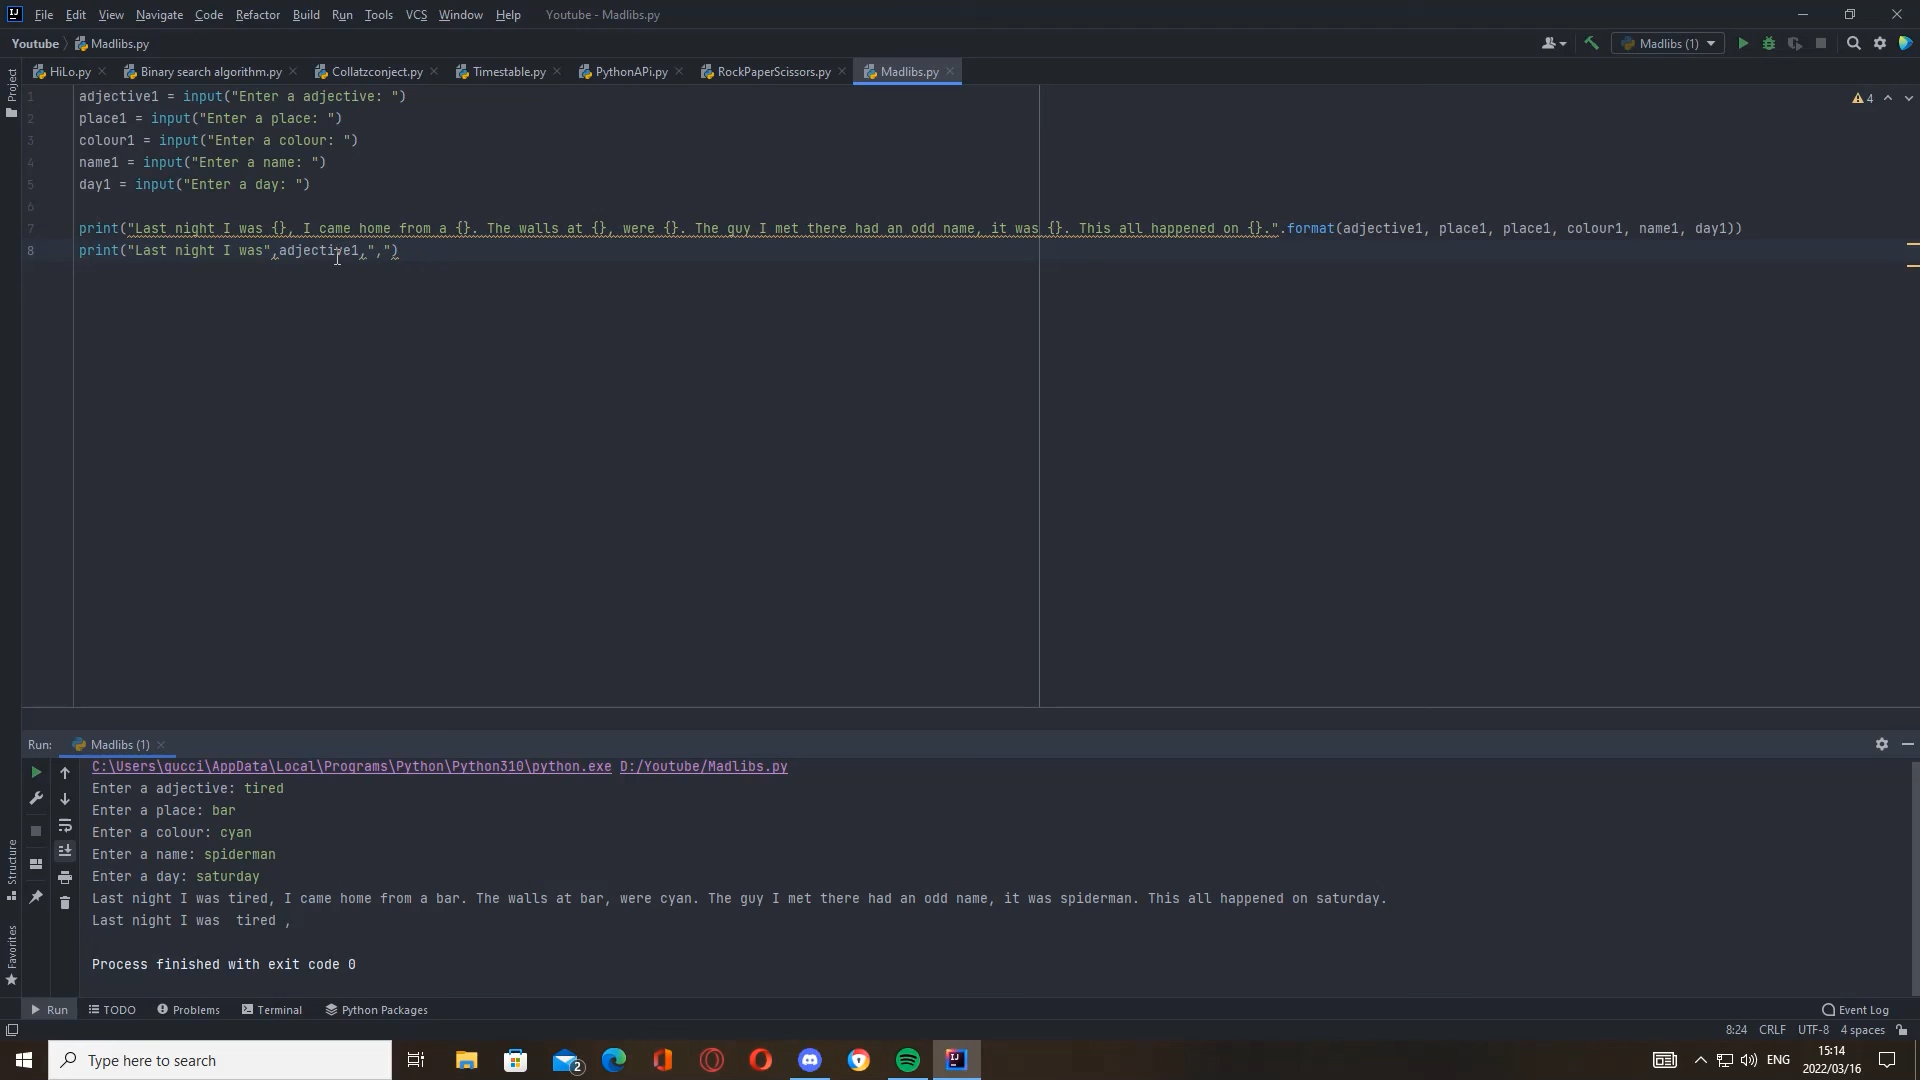 File Edit View Navigate Code Refactor Build Run Tools VCS Window Help Youtube - Madlibs.py
Youtube Madlibs.py Madlibs (1)
HiLo.py Binary search algorithm.py Collatzconject.py Timestable.py PythonAPi.py RockPaperScissors.py Madlibs.py
Project
1 adjective1 = input("Enter a adjective: ")
4
2 place1 = input("Enter a place: ")
3 colour1 = input("Enter a colour: ")
4 name1 = input("Enter a name: ")
5 day1 = input("Enter a day: ")
6
7 print("Last night I was {}, I came home from a {}. The walls at {}, were {}. The guy I met there had an odd name, it was {}. This all happened on {}.".format(adjective1, place1, place1, colour1, name1, day1))
8 print("Last night I was",adjective1,",")
Run: Madlibs (1)
C:\Users\gucci\AppData\Local\Programs\Python\Python310\python.exe D:/Youtube/Madlibs.py
Enter a adjective: tired
Enter a place: bar
Enter a colour: cyan
Enter a name: spiderman
Enter a day: saturday
Last night I was tired, I came home from a bar. The walls at bar, were cyan. The guy I met there had an odd name, it was spiderman. This all happened on saturday.
Last night I was  tired ,
Process finished with exit code 0
Structure
Favorites
Run TODO Problems Terminal Python Packages Event Log
8:24 CRLF UTF-8 4 spaces
Type here to search
2
ENG
15:14
2022/03/16